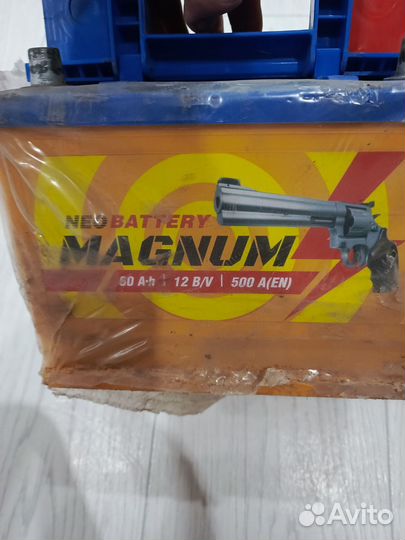 NEO BATTERY
MAGNUM
60 A·h | 12 B/V | 500 A(EN)
Avito